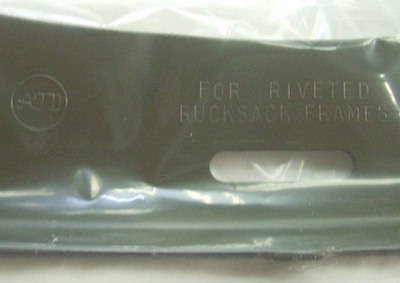 ATD
FOR RIVETED
RUCKSACK FRAMES